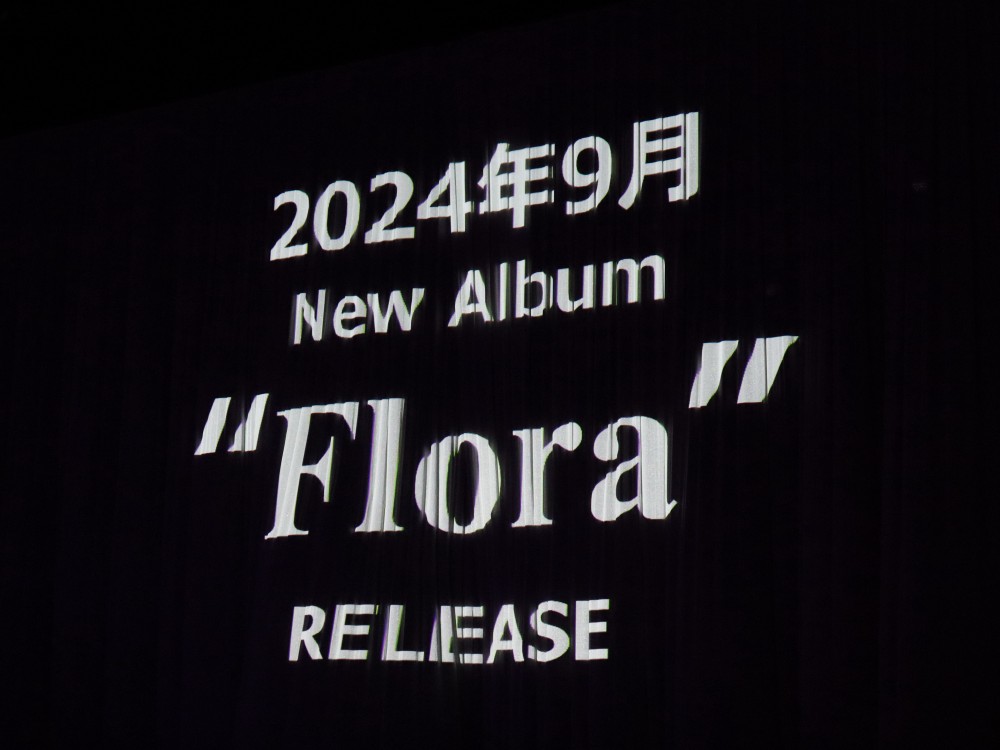 2024年9月
New Album
"Flora"
RELEASE